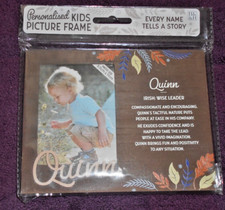 Personalised KIDS
PICTURE FRAME
EVERY NAME
TELLS A STORY
Quinn
IRISH: WISE LEADER
COMPASSIONATE AND ENCOURAGING
QUINN'S TACTFUL NATURE PUTS
PEOPLE AT EASE IN HIS COMPANY.
HE EXUDES CONFIDENCE AND IS
HAPPY TO TAKE THE LEAD
WITH A VIVID IMAGINATION.
QUINN BRINGS FUN AND POSITIVITY
TO ANY SITUATION.
Quinn